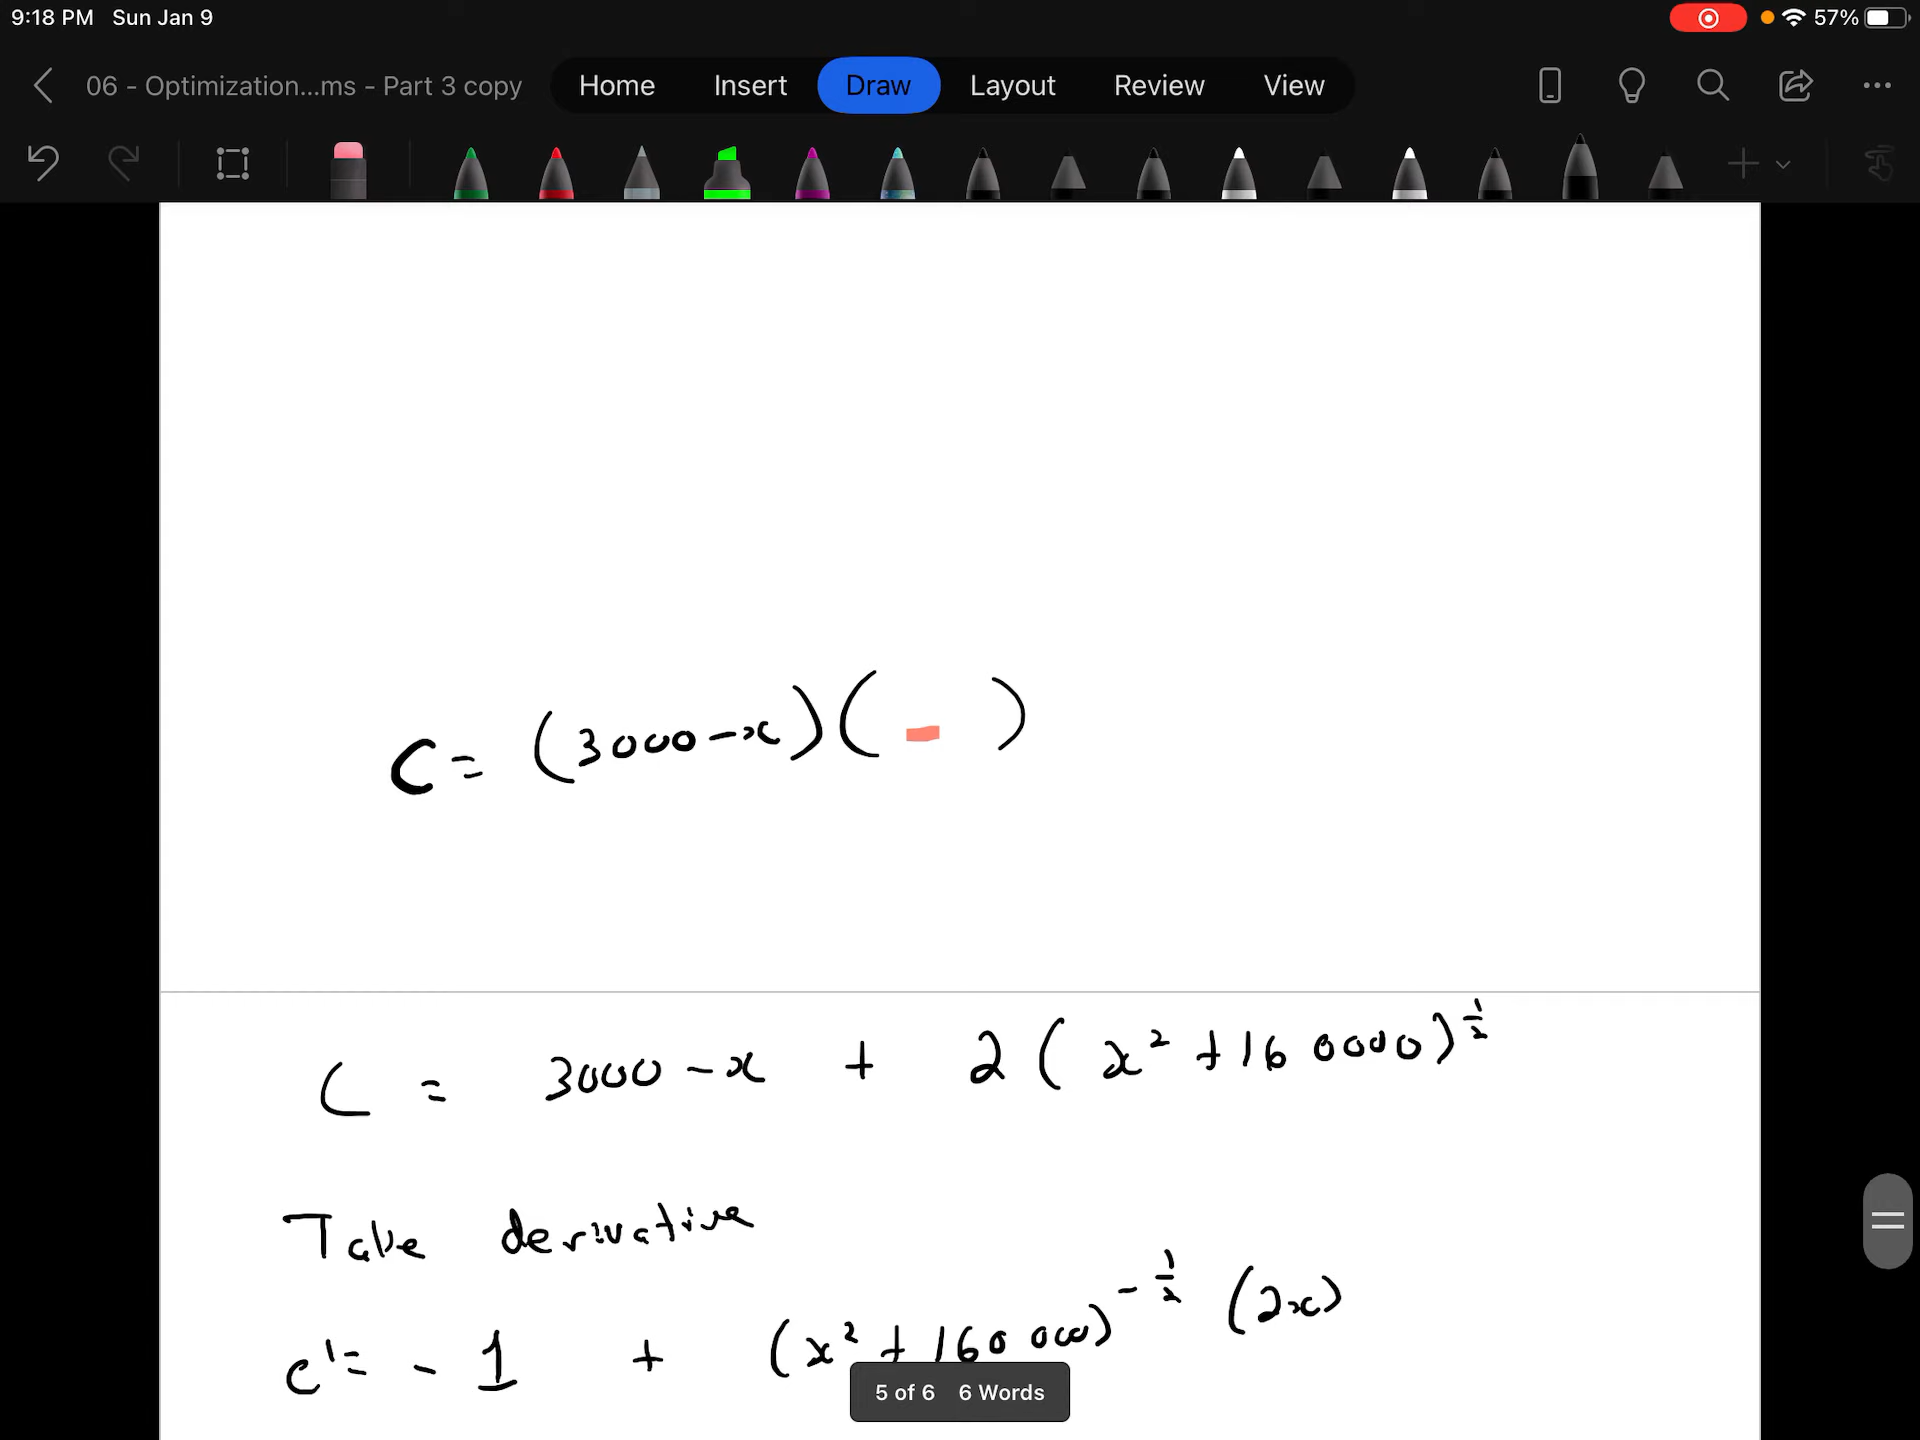 9:18 PM Sun Jan 9 57%
06 - Optimization...ms - Part 3 copy Home Insert Draw Layout Review View
C = (3000 - x)( )
C = 3000 - x + 2(x² + 160000)^½
Take derivative
c' = - 1 + (x² + 160 000)^-½ (2x)
5 of 6 6 Words